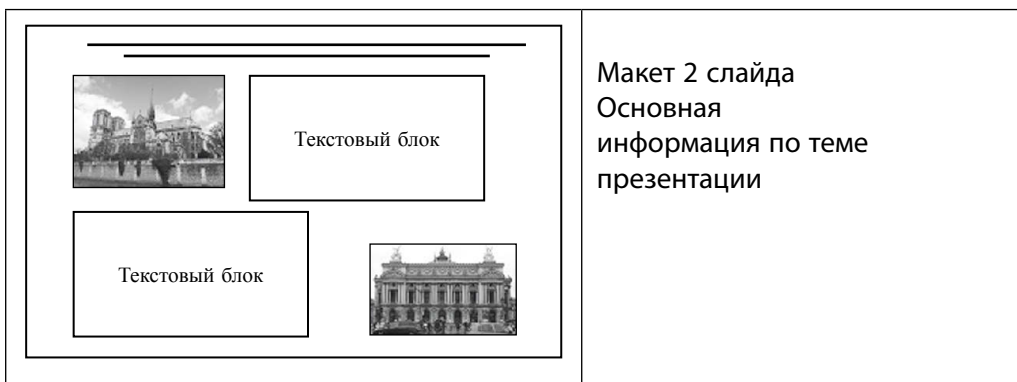 Текстовый блок
Текстовый блок
Макет 2 слайда
Основная
информация по теме
презентации